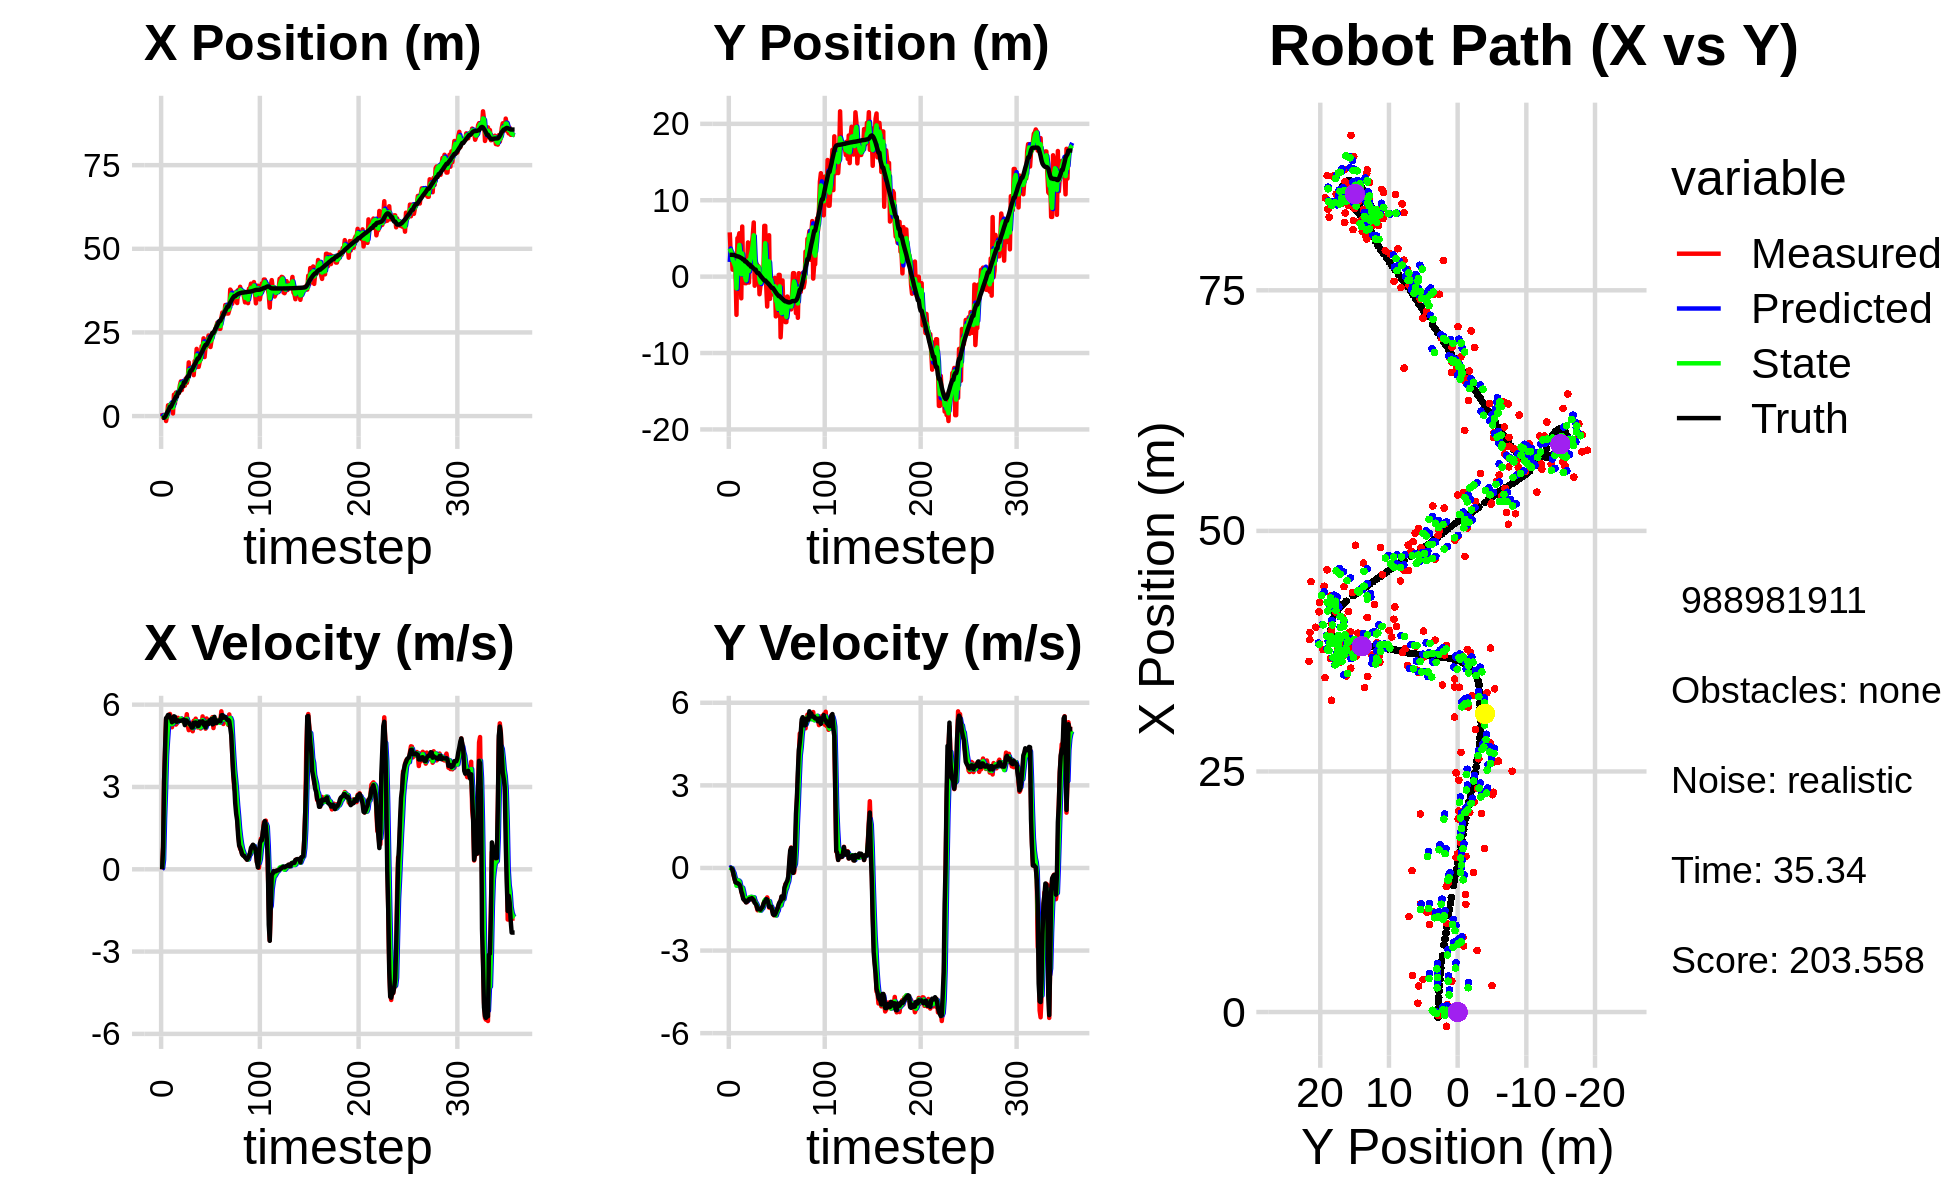 X Position (m)
75
50
25
0
0
100
200
300
timestep
Y Position (m)
20
10
0
-10
-20
0
100
200
300
timestep
X Velocity (m/s)
6
3
0
-3
-6
0
100
200
300
timestep
Y Velocity (m/s)
6
3
0
-3
-6
0
100
200
300
timestep
Robot Path (X vs Y)
X Position (m)
75
50
25
0
20 10 0 -10 -20
Y Position (m)
variable
Measured
Predicted
State
Truth
988981911
Obstacles: none
Noise: realistic
Time: 35.34
Score: 203.558